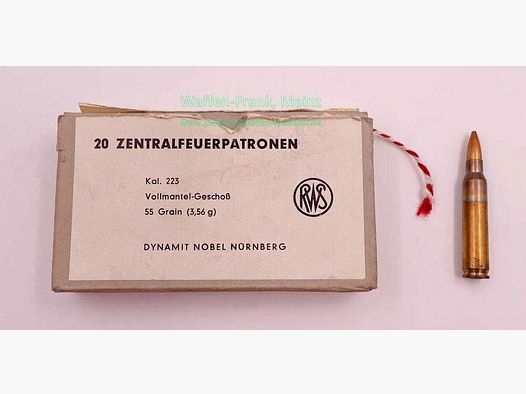 Waffen-Frank, Mainz
20 ZENTRALFEUERPATRONEN
Kal. 223
Vollmantel-Geschoß
55 Grain (3,56 g)
RWS
DYNAMIT NOBEL NÜRNBERG